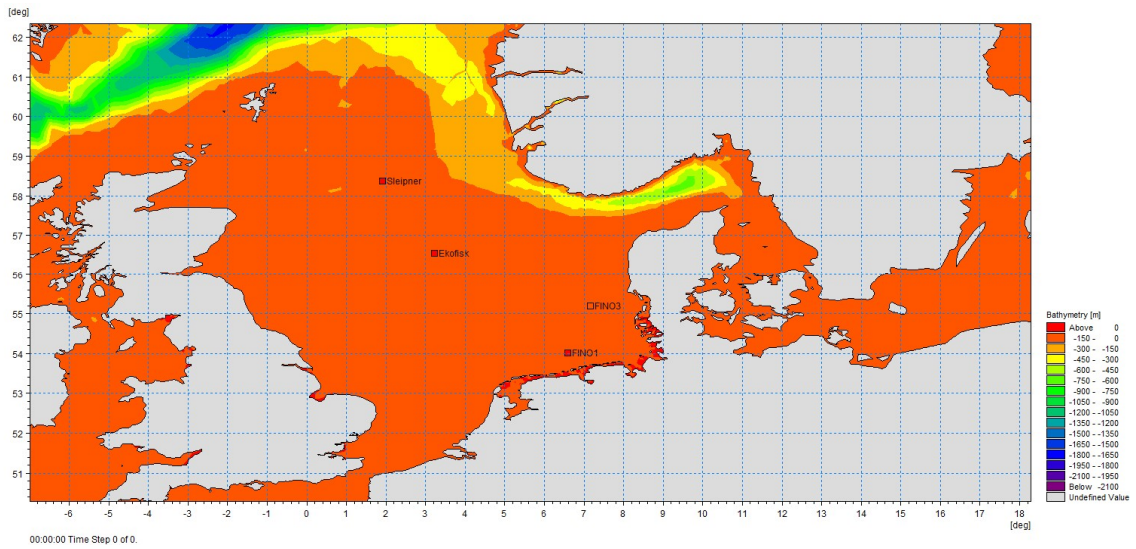 [deg]
62
61
60
59
58
57
56
55
54
53
52
51
Sleipner
Ekofisk
FINO3
FINO1
-6 -5 -4 -3 -2 -1 0 1 2 3 4 5 6 7 8 9 10 11 12 13 14 15 16 17 18
[deg]
Bathymetry [m]
Above 0
-150 - 0
-300 - -150
-450 - -300
-600 - -450
-750 - -600
-900 - -750
-1050 - -900
-1200 - -1050
-1350 - -1200
-1500 - -1350
-1650 - -1500
-1800 - -1650
-1950 - -1800
-2100 - -1950
Below -2100
Undefined Value
00:00:00 Time Step 0 of 0.